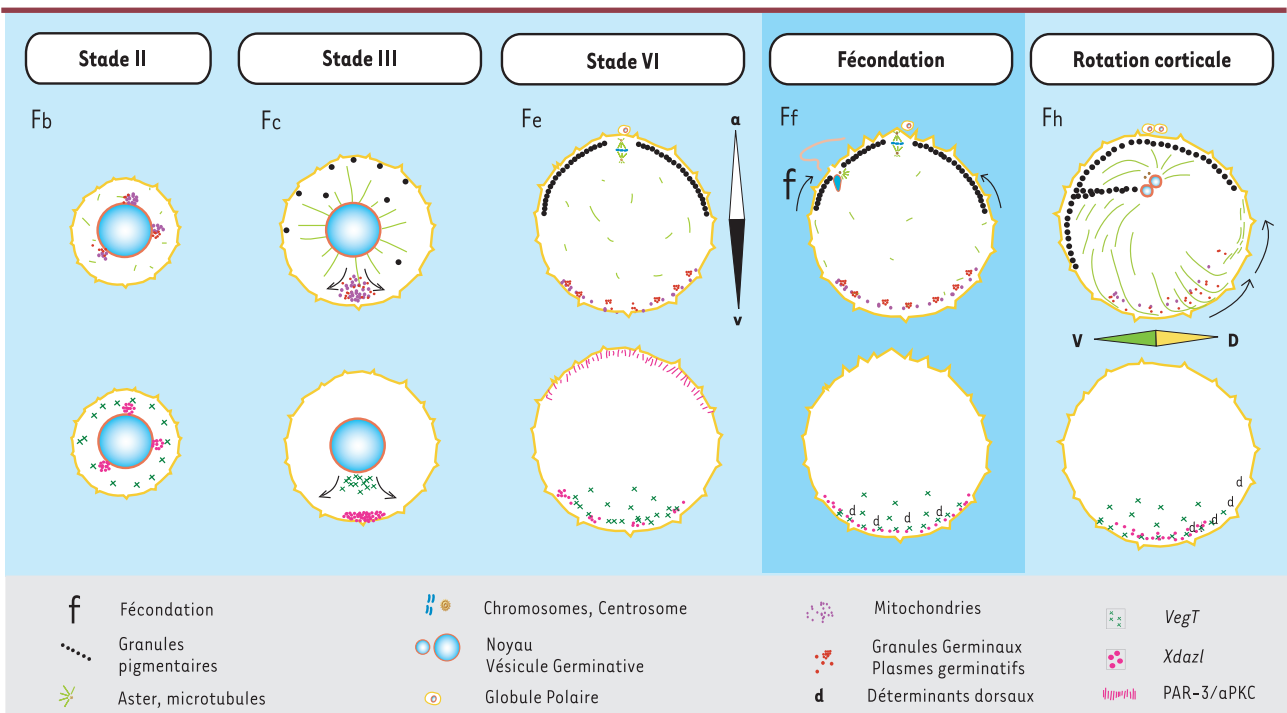 Stade II
Stade III
Stade VI
Fécondation
Rotation corticale
Fb
Fc
Fe
Ff
Fh
a
v
f
V
D
d
d
d
d
d
d
d
d
f
Fécondation
Granules
pigmentaires
Aster, microtubules
Chromosomes, Centrosome
Noyau
Vésicule Germinative
Globule Polaire
Mitochondries
Granules Germinaux
Plasmes germinatifs
d
Déterminants dorsaux
VegT
Xdazl
PAR-3/aPKC